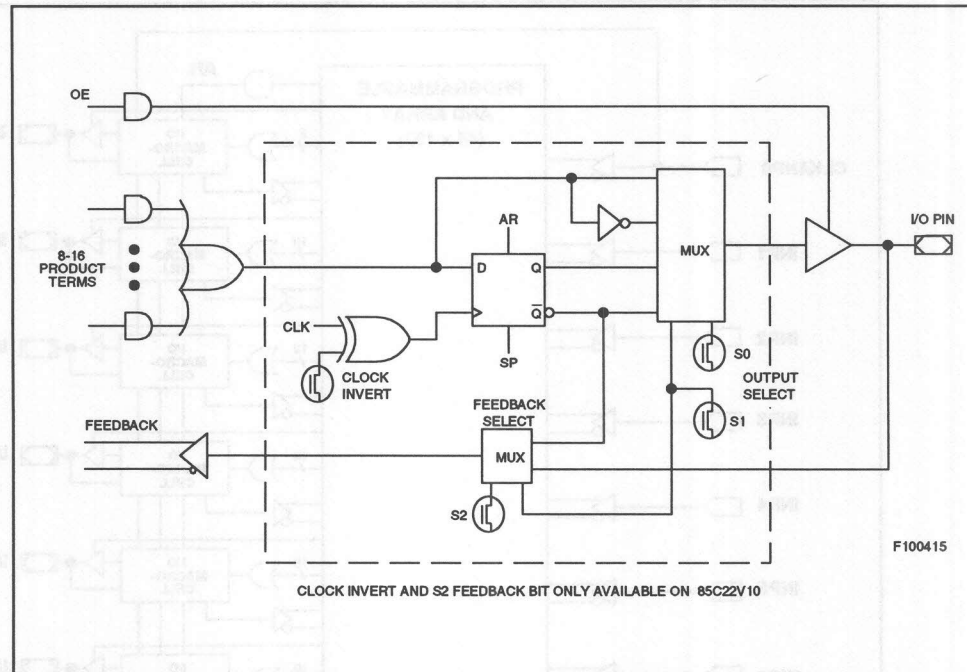 OE
AR
I/O PIN
MUX
8-16
PRODUCT
TERMS
D
Q
CLK
Q̅
SP
S0
CLOCK
INVERT
OUTPUT
SELECT
FEEDBACK
SELECT
S1
FEEDBACK
MUX
S2
F100415
CLOCK INVERT AND S2 FEEDBACK BIT ONLY AVAILABLE ON 85C22V10